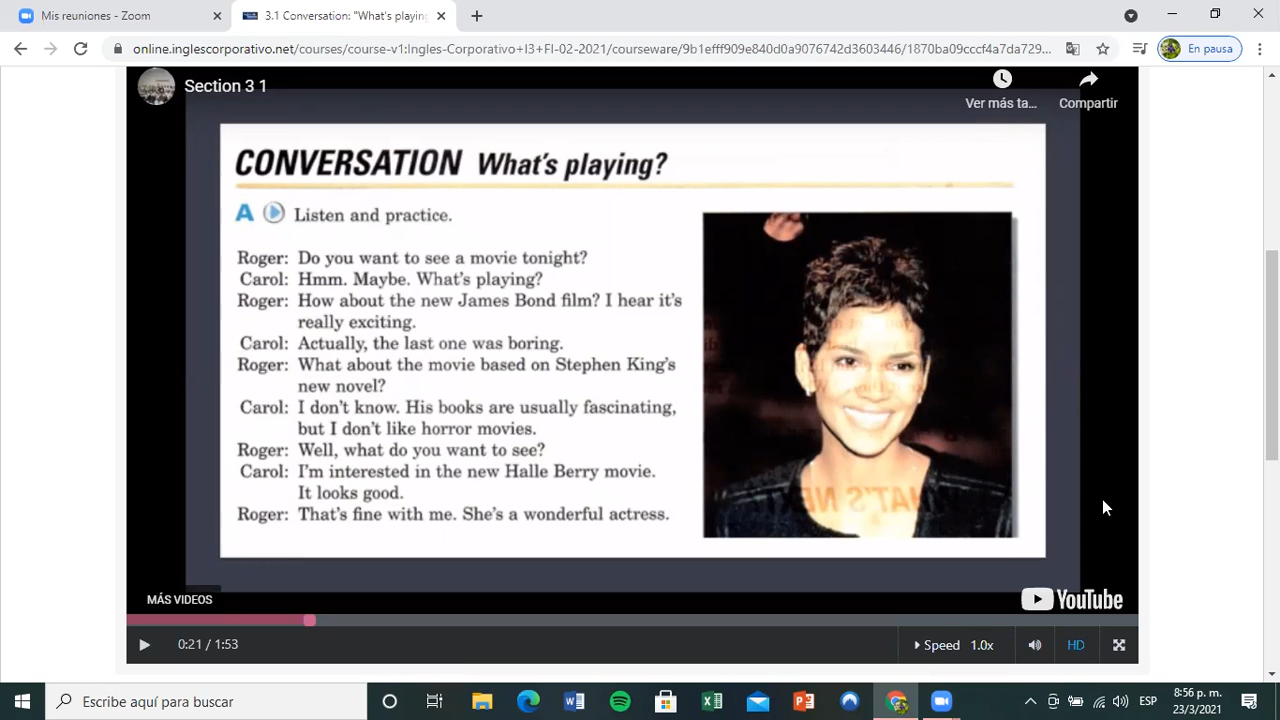 Mis reuniones - Zoom
3.1 Conversation: "What's playing
online.inglescorporativo.net/courses/course-v1:Ingles-Corporativo+I3+FI-02-2021/courseware/9b1efff909e840d0a9076742d3603446/1870ba09cccf4a7da729...
En pausa
Section 3 1
Ver más ta...
Compartir
CONVERSATION What's playing?
A Listen and practice.
Roger: Do you want to see a movie tonight?
Carol: Hmm. Maybe. What's playing?
Roger: How about the new James Bond film? I hear it's
really exciting.
Carol: Actually, the last one was boring.
Roger: What about the movie based on Stephen King's
new novel?
Carol: I don't know. His books are usually fascinating,
but I don't like horror movies.
Roger: Well, what do you want to see?
Carol: I'm interested in the new Halle Berry movie.
It looks good.
Roger: That's fine with me. She's a wonderful actress.
MÁS VIDEOS
YouTube
0:21 / 1:53
Speed 1.0x
HD
Escribe aquí para buscar
ESP
8:56 p. m.
23/3/2021